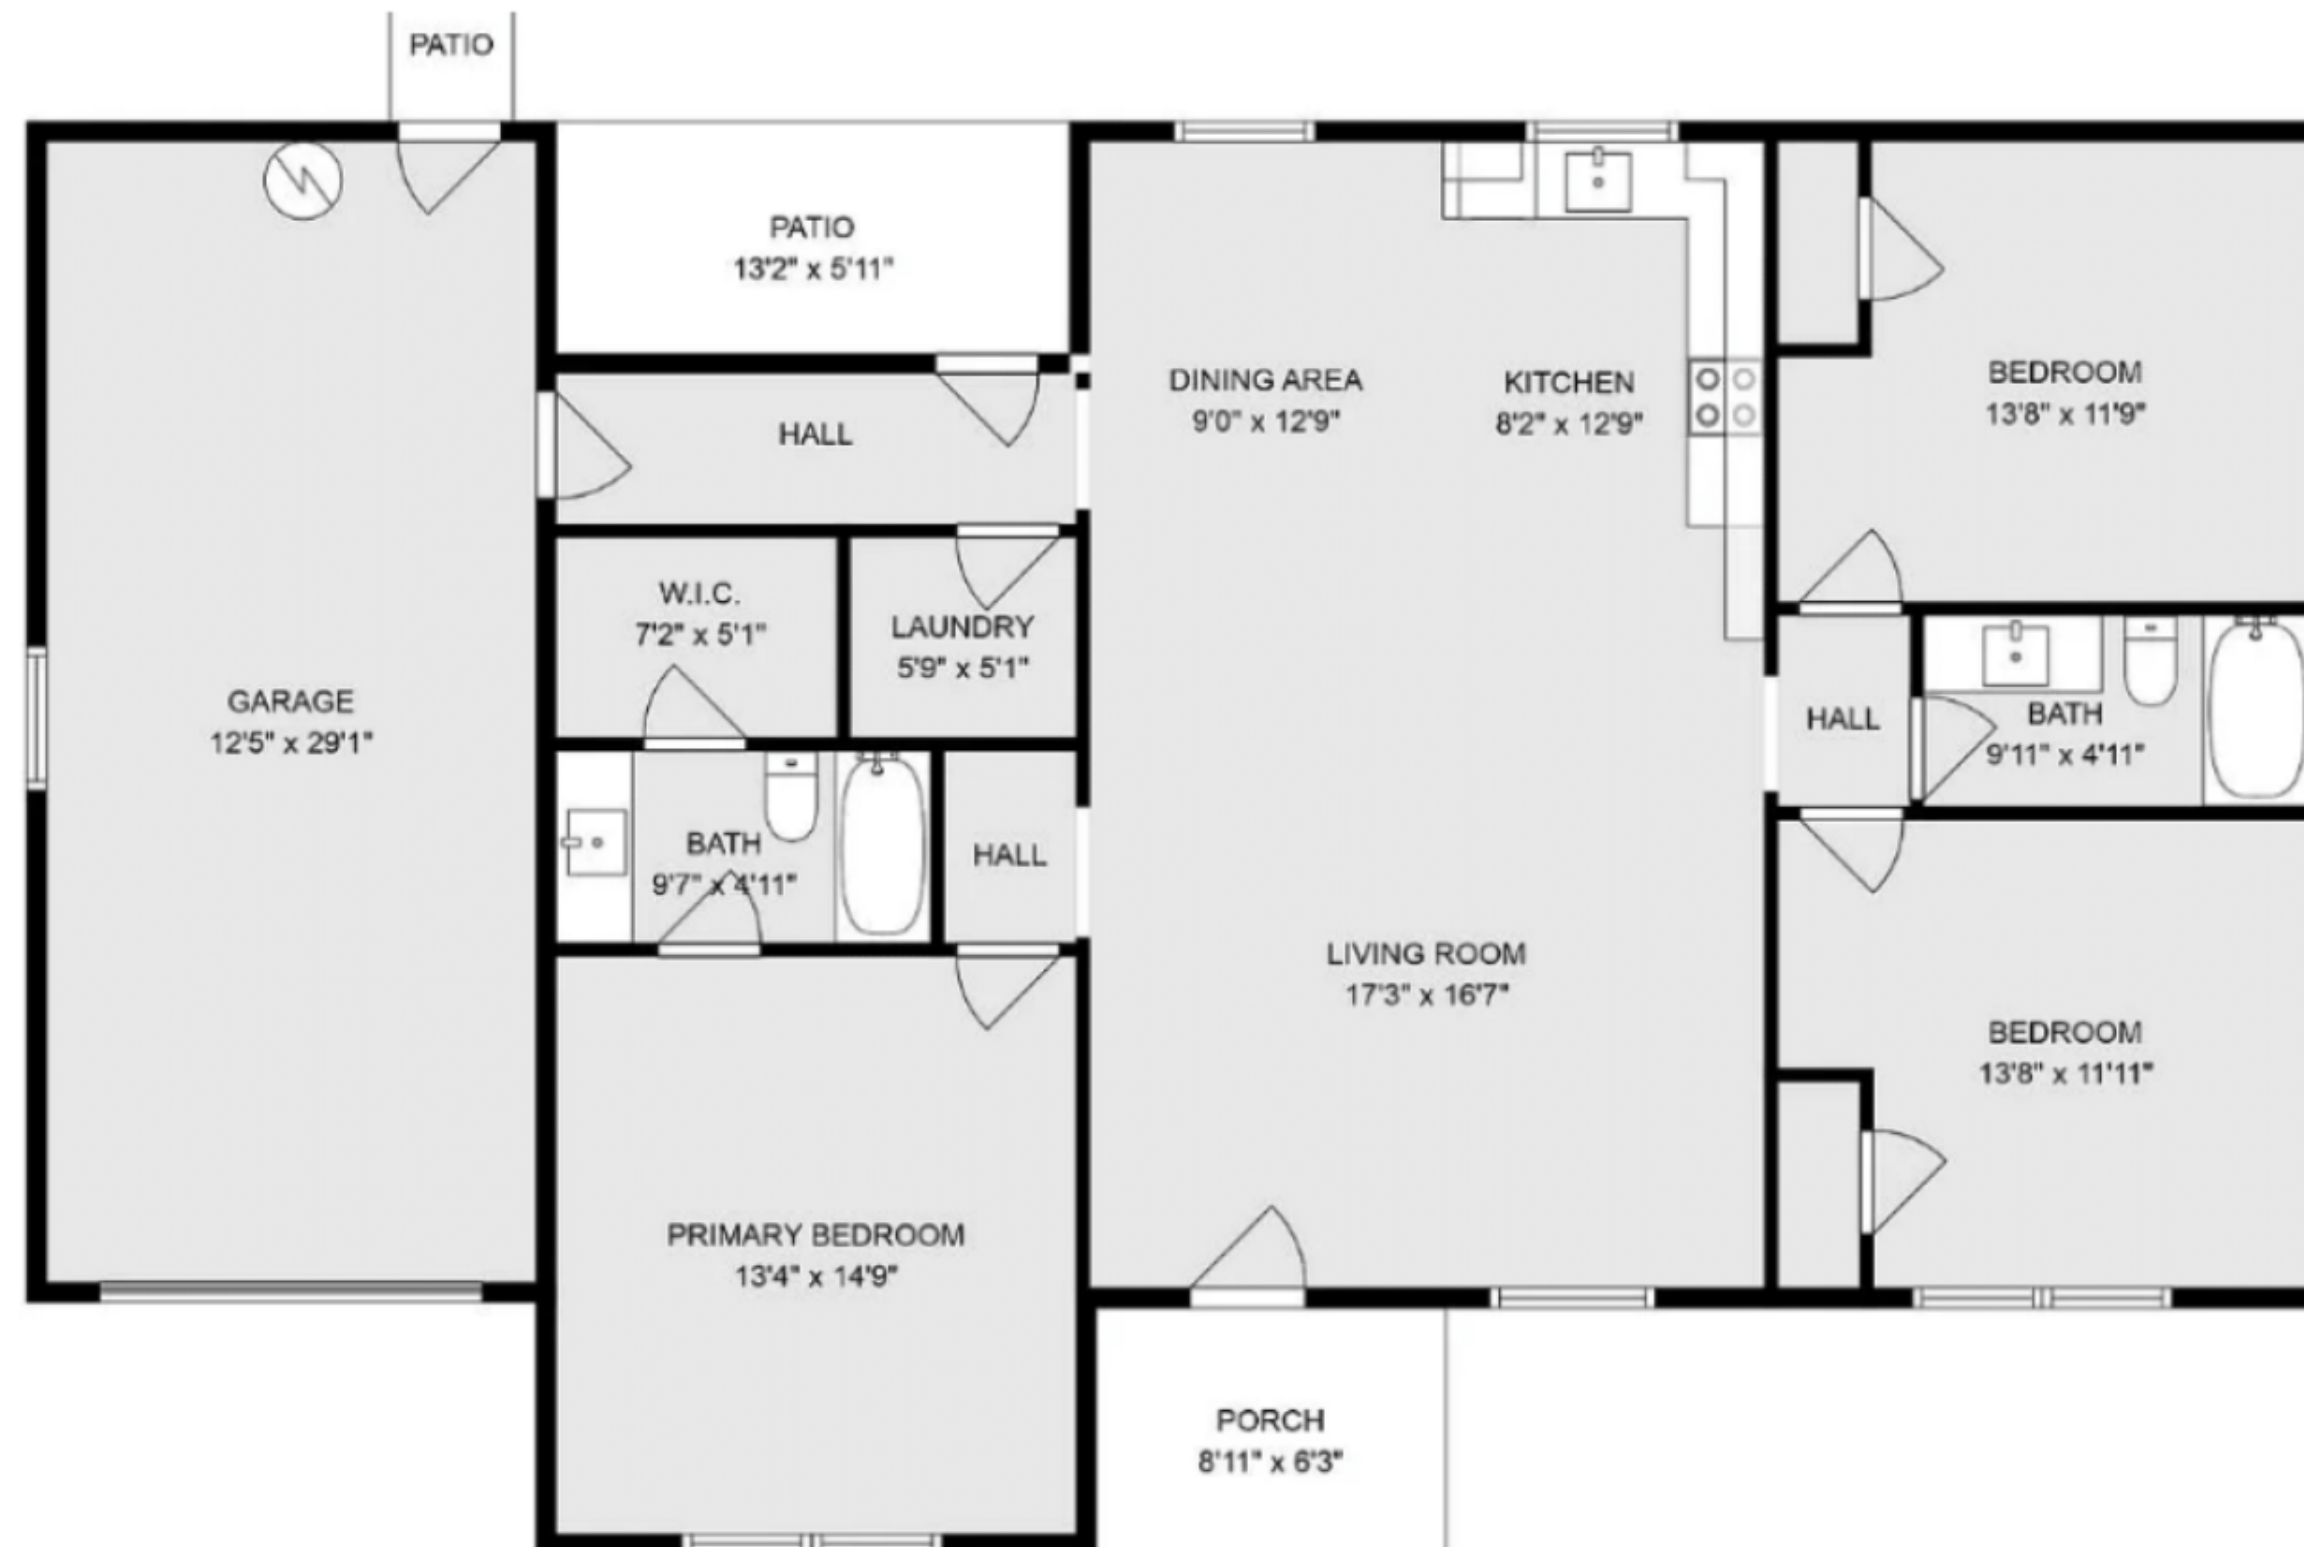 PATIO
PATIO
13'2" x 5'11"
DINING AREA
9'0" x 12'9"
KITCHEN
8'2" x 12'9"
BEDROOM
13'8" x 11'9"
HALL
W.I.C.
7'2" x 5'1"
LAUNDRY
5'9" x 5'1"
GARAGE
12'5" x 29'1"
HALL
BATH
9'11" x 4'11"
BATH
9'7" x 4'11"
HALL
LIVING ROOM
17'3" x 16'7"
BEDROOM
13'8" x 11'11"
PRIMARY BEDROOM
13'4" x 14'9"
PORCH
8'11" x 6'3"